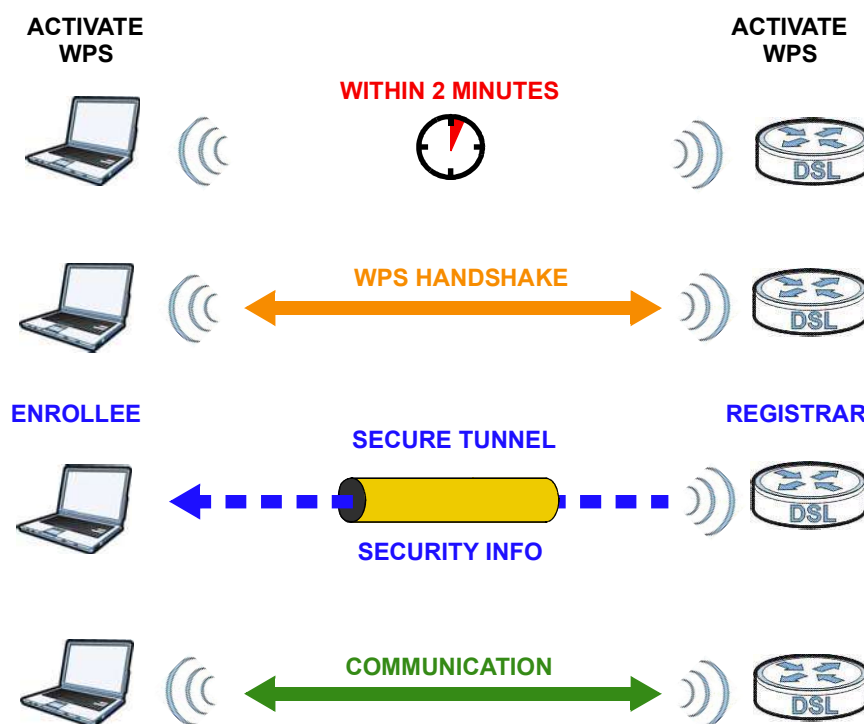 ACTIVATE
WPS
ACTIVATE
WPS
WITHIN 2 MINUTES
DSL
WPS HANDSHAKE
DSL
ENROLLEE
REGISTRAR
SECURE TUNNEL
DSL
SECURITY INFO
COMMUNICATION
DSL